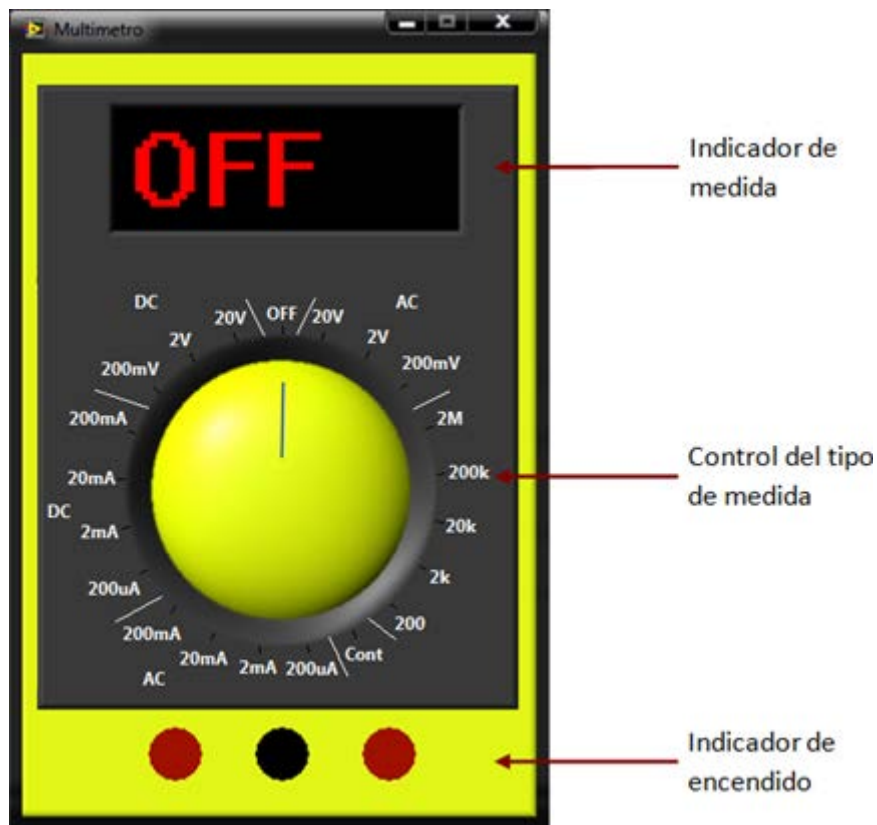 Multimetro
OFF
Indicador de
medida
DC
AC
20V
OFF
20V
2V
2V
200mV
200mV
200mA
2M
20mA
200k
Control del tipo
de medida
DC
2mA
20k
200uA
2k
200mA
200
20mA
2mA
200uA
Cont
AC
Indicador de
encendido